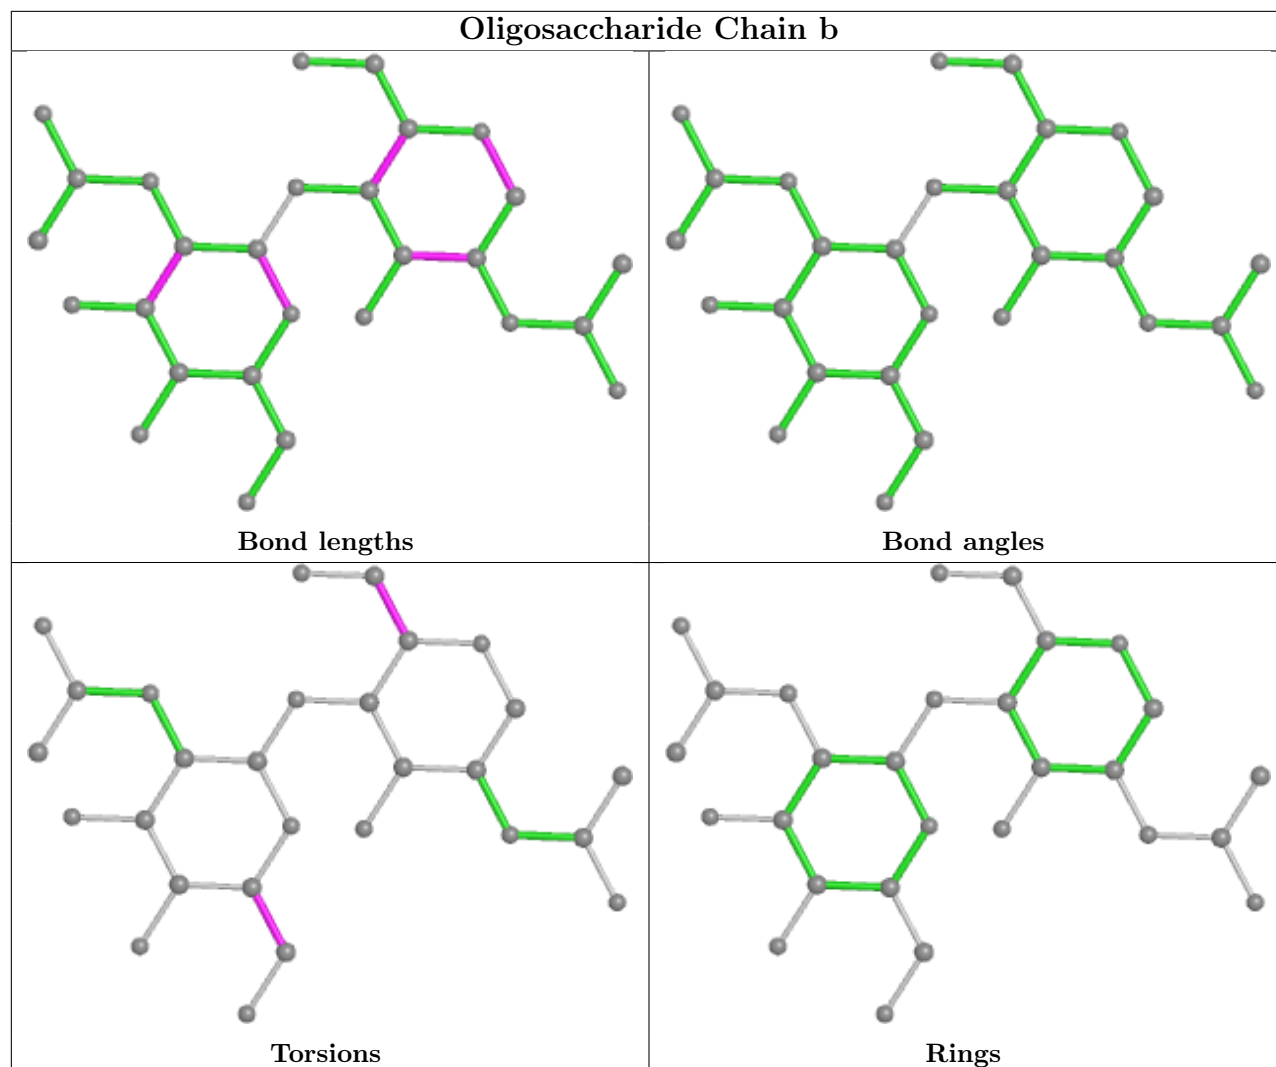 Oligosaccharide Chain b
Bond lengths
Bond angles
Torsions
Rings